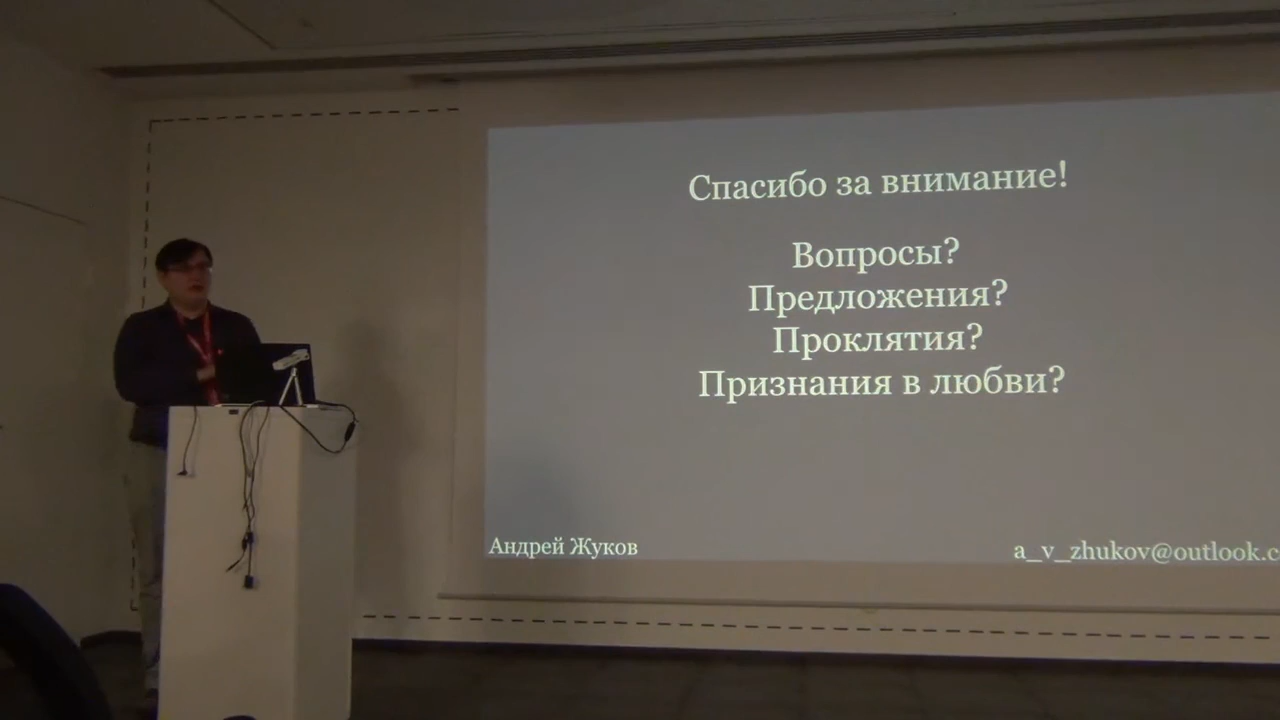 Спасибо за внимание!
Вопросы?
Предложения?
Проклятия?
Признания в любви?
Андрей Жуков
a_v_zhukov@outlook.c